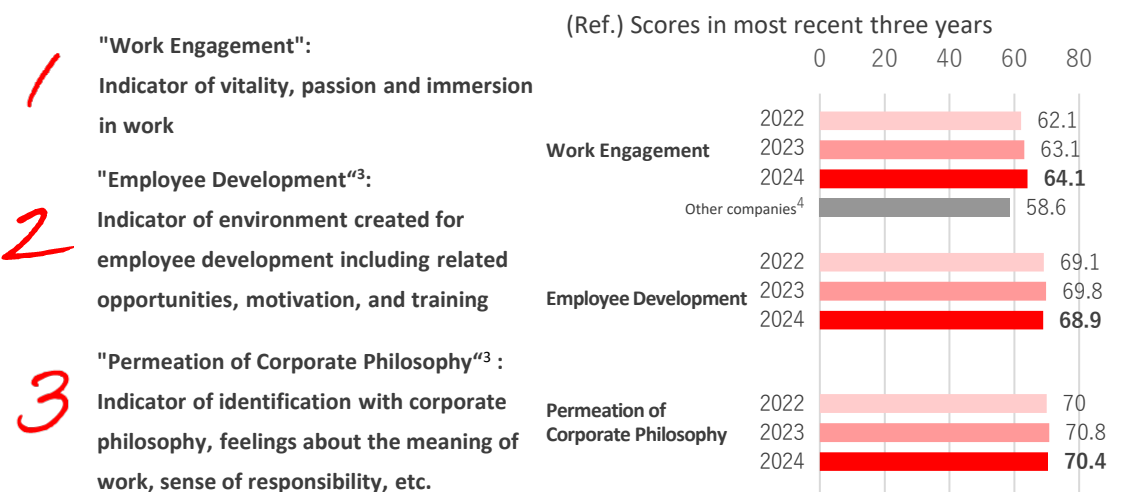 1
"Work Engagement":
Indicator of vitality, passion and immersion
in work
2
"Employee Development“³:
Indicator of environment created for
employee development including related
opportunities, motivation, and training
3
"Permeation of Corporate Philosophy“³ :
Indicator of identification with corporate
philosophy, feelings about the meaning of
work, sense of responsibility, etc.
(Ref.) Scores in most recent three years
0 20 40 60 80
Work Engagement
2022 62.1
2023 63.1
2024 64.1
Other companies⁴ 58.6
Employee Development
2022 69.1
2023 69.8
2024 68.9
Permeation of
Corporate Philosophy
2022 70
2023 70.8
2024 70.4